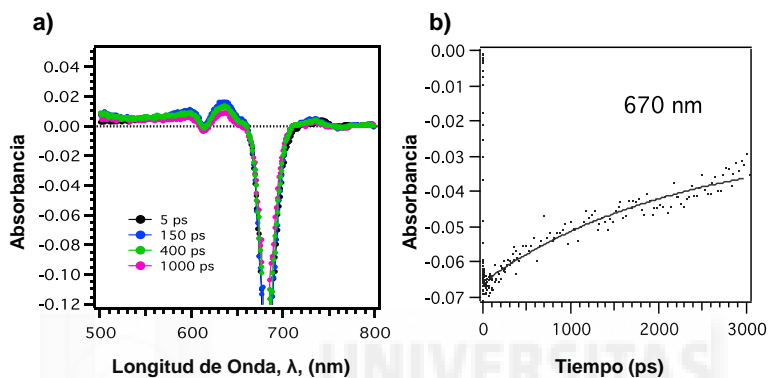 a)
0.04
0.02
0.00
-0.02
-0.04
-0.06
-0.08
-0.10
-0.12
Absorbancia
5 ps
150 ps
400 ps
1000 ps
500
600
700
800
Longitud de Onda, λ, (nm)
b)
0.00
-0.01
-0.02
-0.03
-0.04
-0.05
-0.06
-0.07
Absorbancia
670 nm
0
1000
2000
3000
Tiempo (ps)
UNIVERSITAS